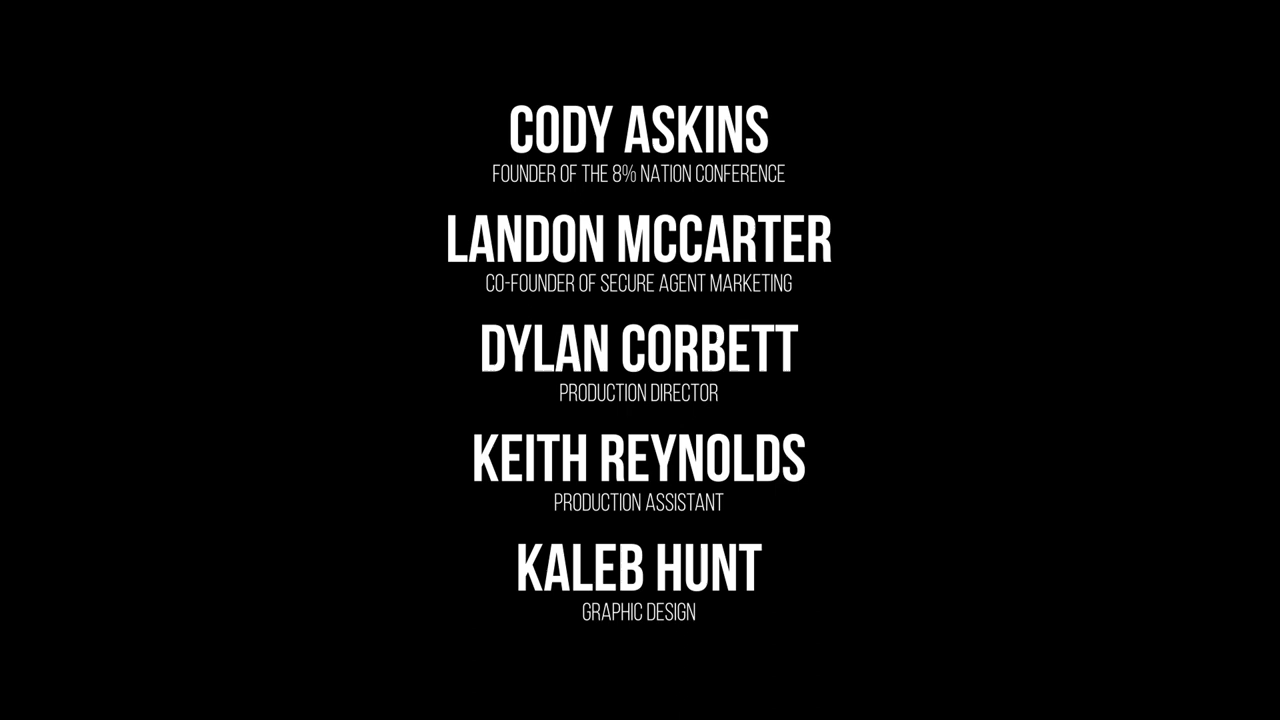 CODY ASKINS
FOUNDER OF THE 8% NATION CONFERENCE
LANDON MCCARTER
CO-FOUNDER OF SECURE AGENT MARKETING
DYLAN CORBETT
PRODUCTION DIRECTOR
KEITH REYNOLDS
PRODUCTION ASSISTANT
KALEB HUNT
GRAPHIC DESIGN